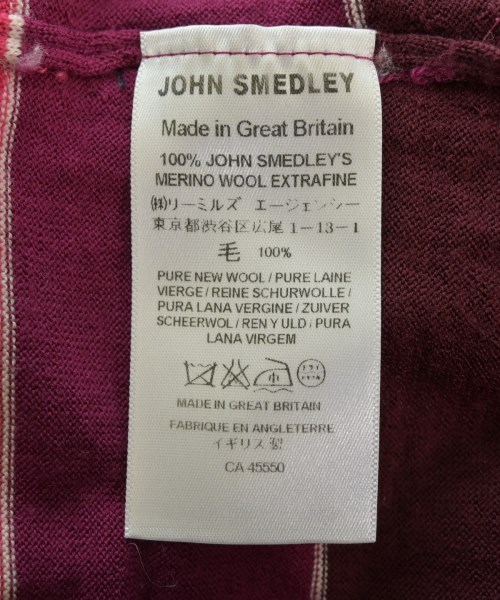 JOHN SMEDLEY
Made in Great Britain
100% JOHN SMEDLEY'S
MERINO WOOL EXTRAFINE
㈱リーミルズ エージェンシー
東京都渋谷区広尾1-13-1
毛 100%
PURE NEW WOOL / PURE LAINE
VIERGE / REINE SCHURWOLLE /
PURA LANA VERGINE / ZUIVER
SCHEERWOL / REN Y ULD / PURA
LANA VIRGEM
MADE IN GREAT BRITAIN
FABRIQUE EN ANGLETERRE
イギリス製
CA 45550